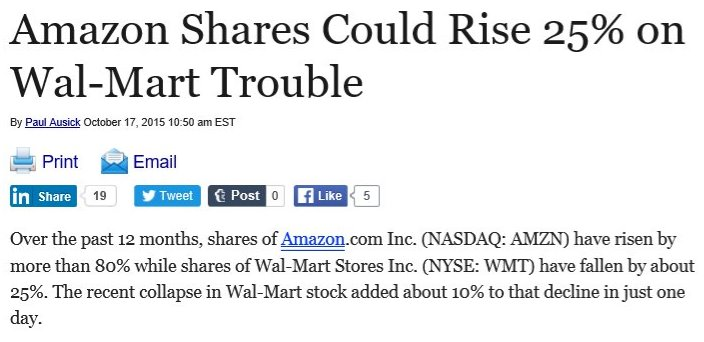 Amazon Shares Could Rise 25% on
Wal-Mart Trouble
By Paul Ausick October 17, 2015 10:50 am EST
Print Email
in Share 19 Tweet Post 0 f Like 5
Over the past 12 months, shares of Amazon.com Inc. (NASDAQ: AMZN) have risen by
more than 80% while shares of Wal-Mart Stores Inc. (NYSE: WMT) have fallen by about
25%. The recent collapse in Wal-Mart stock added about 10% to that decline in just one
day.